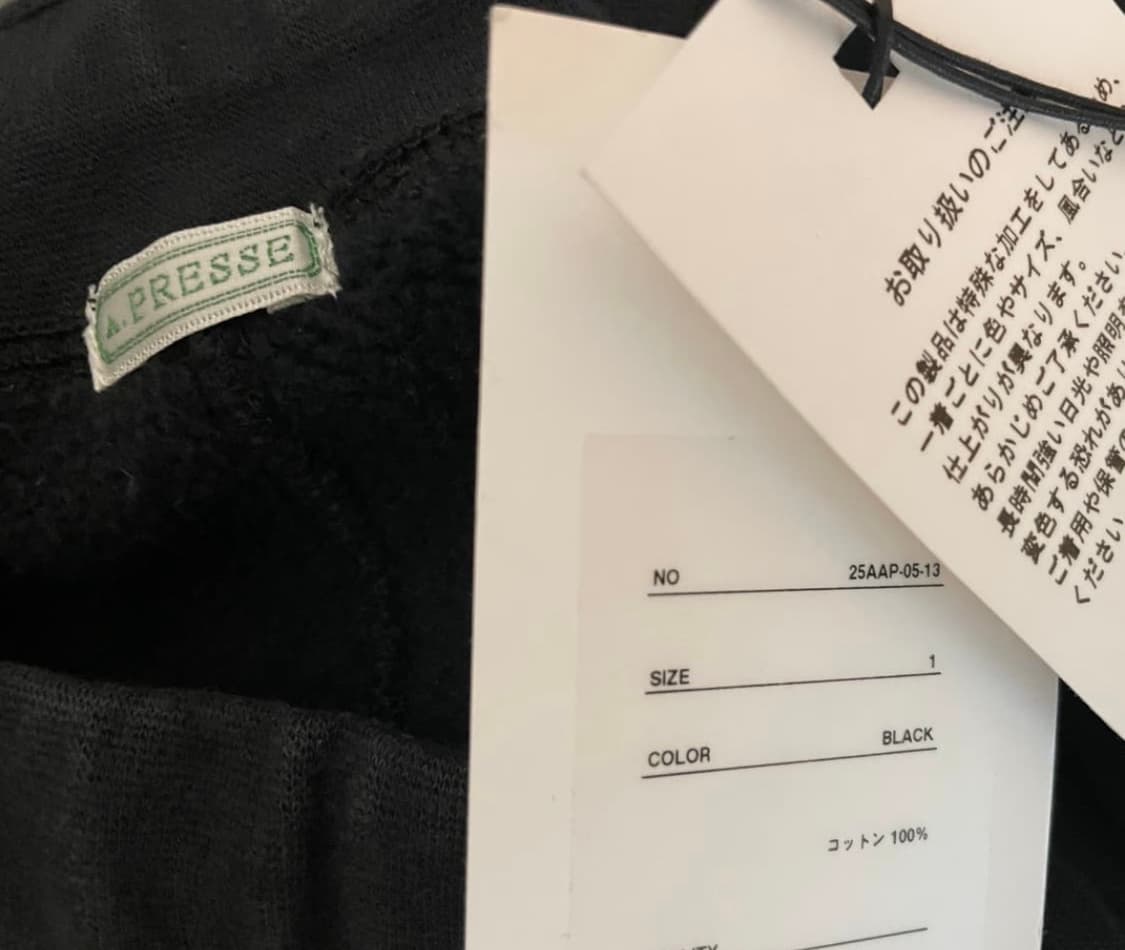 A.PRESSE
お取り扱いのご注
この製品は特殊な加工をしてあるため、
一着ごとに色やサイズ、風合いなど
仕上がりが異なります。
あらかじめご了承ください
長時間強い日光や照明
変色する恐れがあ
ご着用や保管
ください
NO 25AAP-05-13
SIZE 1
COLOR BLACK
コットン 100%